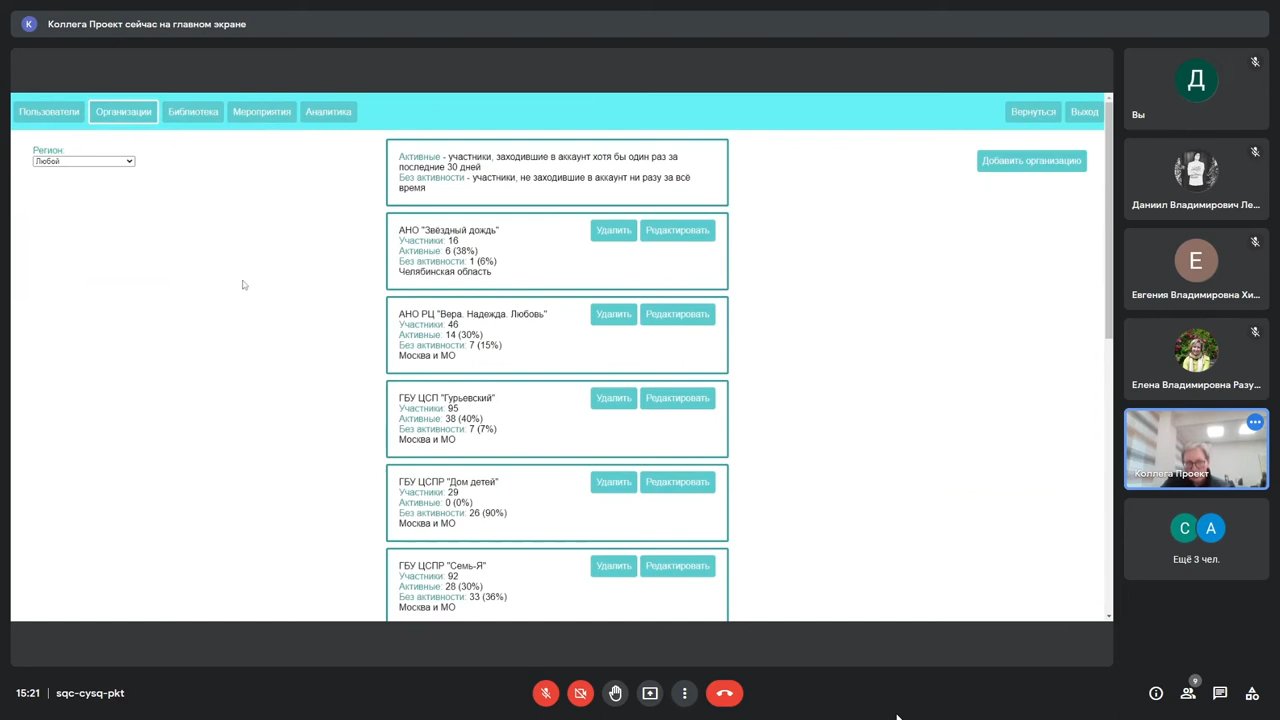 К
Коллега Проект сейчас на главном экране
Пользователи
Организации
Библиотека
Мероприятия
Аналитика
Вернуться
Выход
Регион:
Любой
Активные - участники, заходившие в аккаунт хотя бы один раз за
последние 30 дней
Без активности - участники, не заходившие в аккаунт ни разу за всё
время
Добавить организацию
АНО "Звёздный дождь"
Участники: 16
Активные: 6 (38%)
Без активности: 1 (6%)
Челябинская область
Удалить
Редактировать
АНО РЦ "Вера. Надежда. Любовь"
Участники: 46
Активные: 14 (30%)
Без активности: 7 (15%)
Москва и МО
Удалить
Редактировать
ГБУ ЦСП "Гурьевский"
Участники: 95
Активные: 38 (40%)
Без активности: 7 (7%)
Москва и МО
Удалить
Редактировать
ГБУ ЦСПР "Дом детей"
Участники: 29
Активные: 0 (0%)
Без активности: 26 (90%)
Москва и МО
Удалить
Редактировать
ГБУ ЦСПР "Семь-Я"
Участники: 92
Активные: 28 (30%)
Без активности: 33 (36%)
Москва и МО
Удалить
Редактировать
Д
Вы
Даниил Владимирович Ле...
Е
Евгения Владимировна Хи...
Елена Владимировна Разу...
Коллега Проект
С
А
Ещё 3 чел.
15:21
sqc-cysq-pkt
9